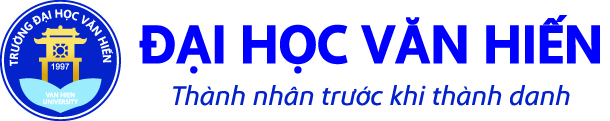 TRƯỜNG ĐẠI HỌC VĂN HIẾN
1997
VAN HIEN
UNIVERSITY
ĐẠI HỌC VĂN HIẾN
Thành nhân trước khi thành danh